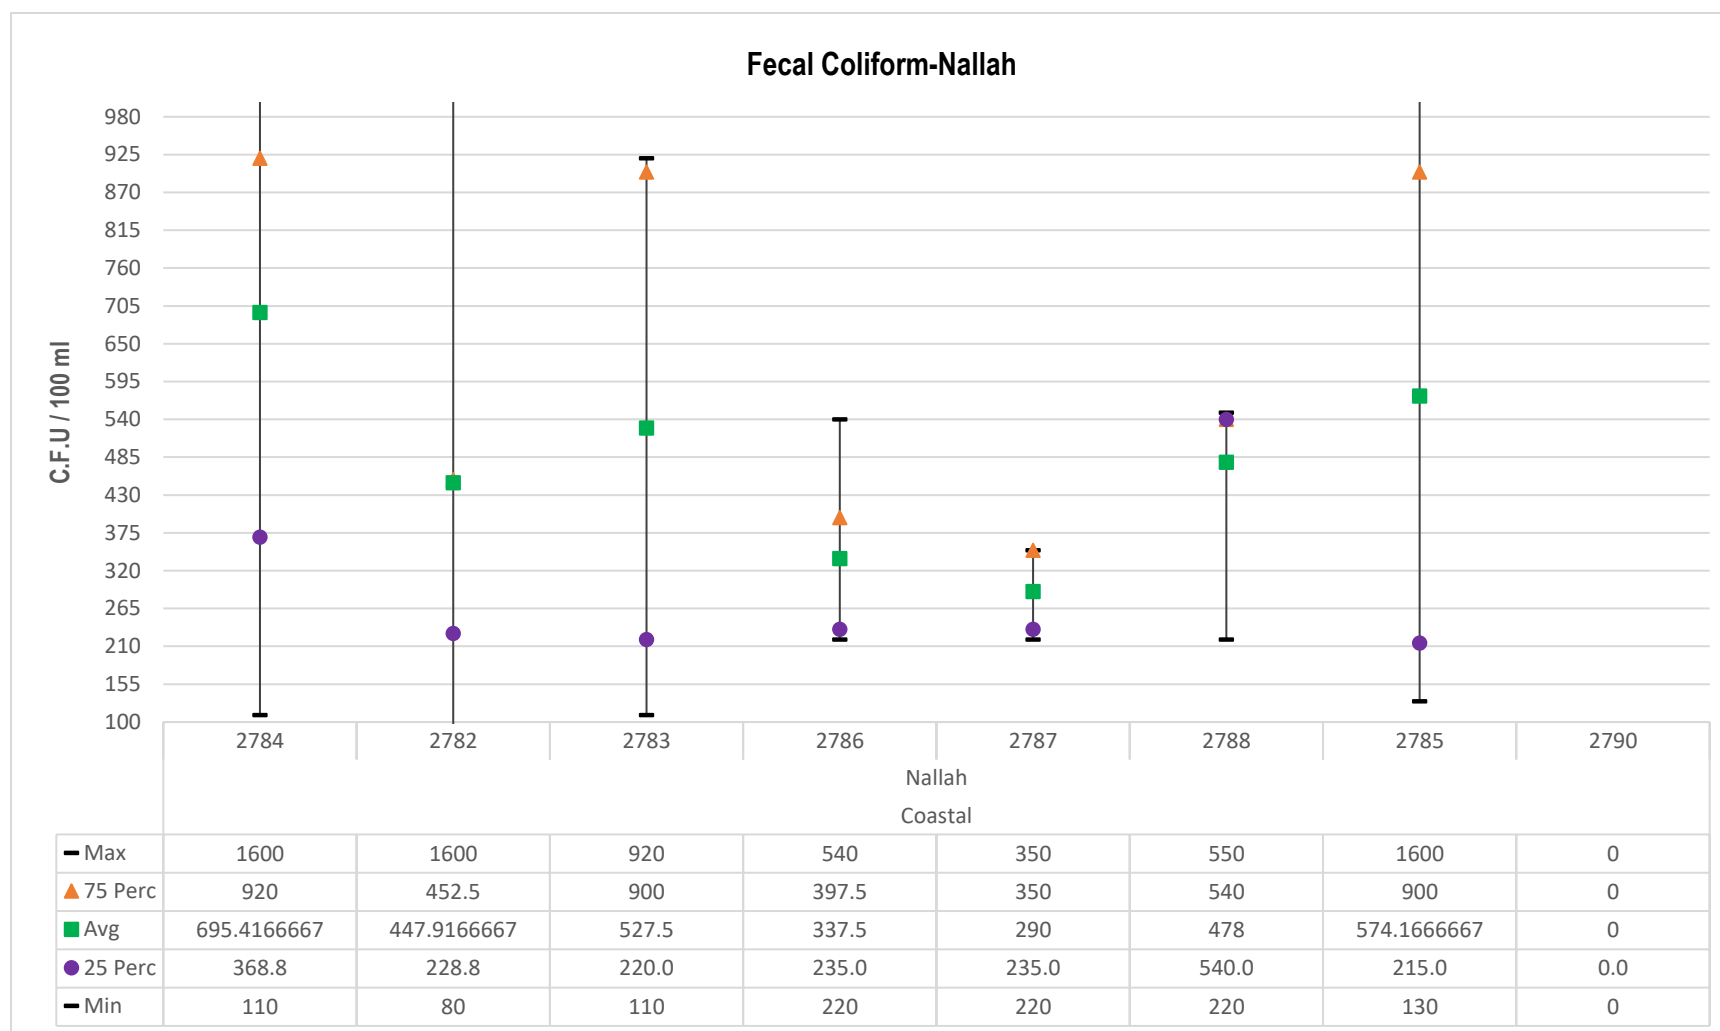 Fecal Coliform-Nallah
C.F.U / 100 ml
980
925
870
815
760
705
650
595
540
485
430
375
320
265
210
155
100
2784 2782 2783 2786 2787 2788 2785 2790
Nallah
Coastal
Max 1600 1600 920 540 350 550 1600 0
75 Perc 920 452.5 900 397.5 350 540 900 0
Avg 695.4166667 447.9166667 527.5 337.5 290 478 574.1666667 0
25 Perc 368.8 228.8 220.0 235.0 235.0 540.0 215.0 0.0
Min 110 80 110 220 220 220 130 0